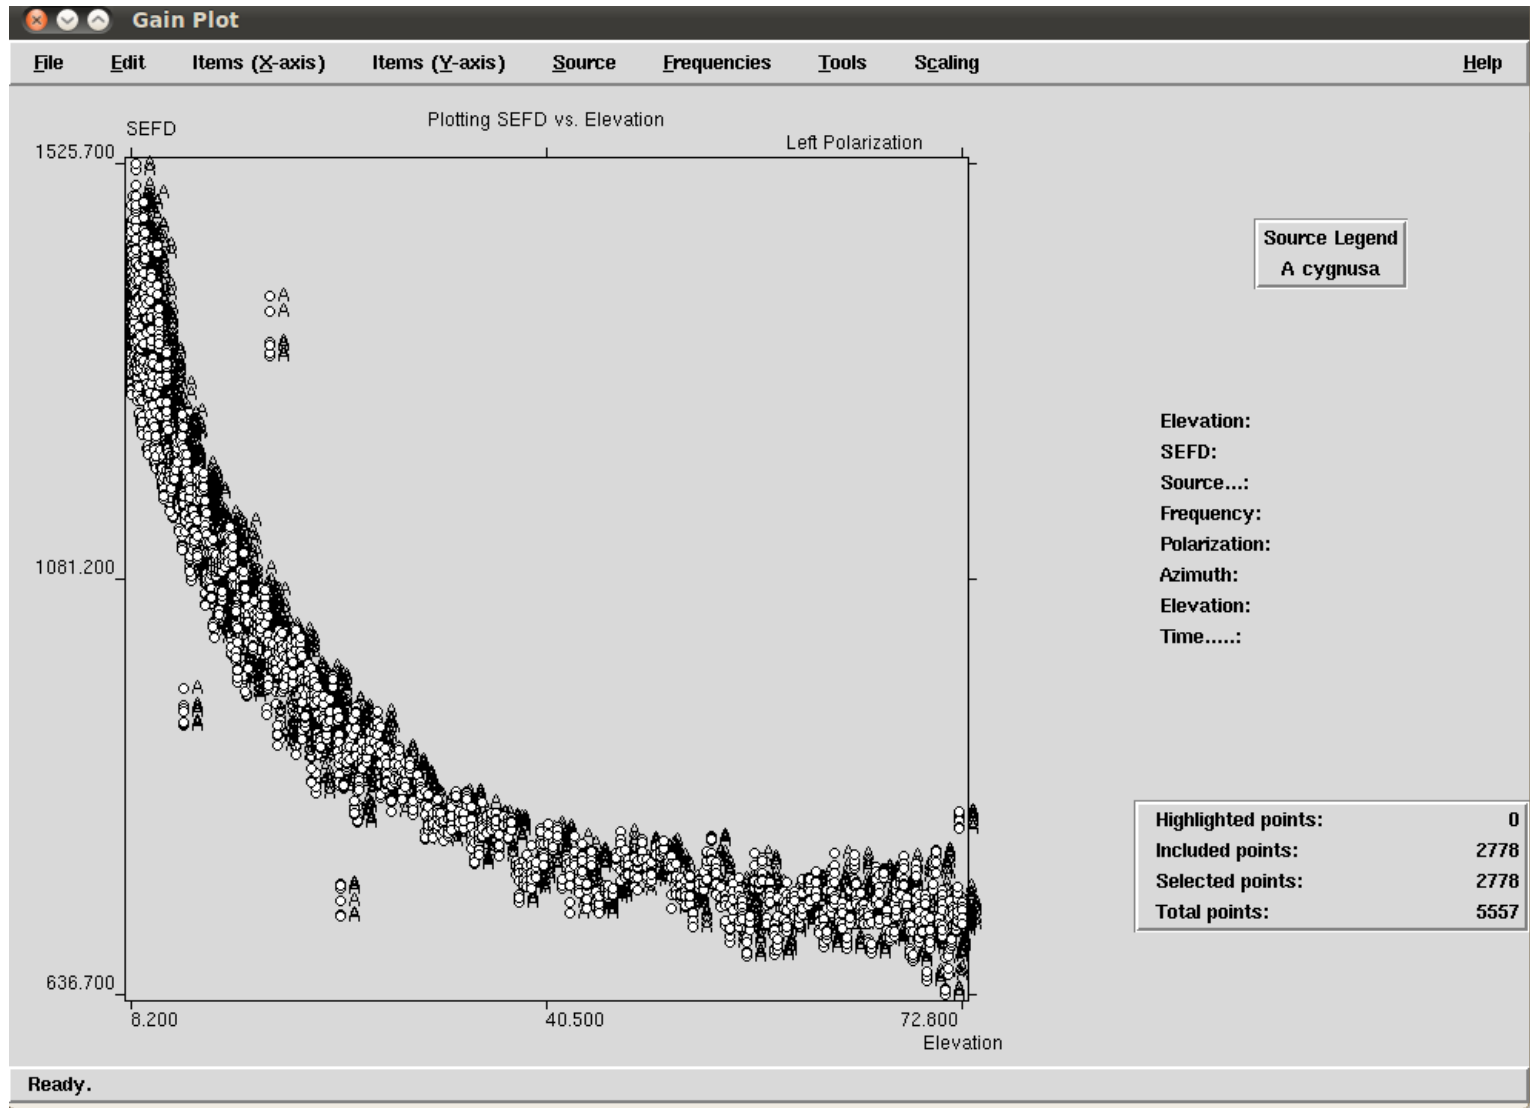 Gain Plot
File Edit Items (X-axis) Items (Y-axis) Source Frequencies Tools Scaling Help
Plotting SEFD vs. Elevation
SEFD
Left Polarization
1525.700
1081.200
636.700
8.200 40.500 72.800
Elevation
Source Legend
A cygnusa
Elevation:
SEFD:
Source...:
Frequency:
Polarization:
Azimuth:
Elevation:
Time.....:
Highlighted points: 0
Included points: 2778
Selected points: 2778
Total points: 5557
Ready.